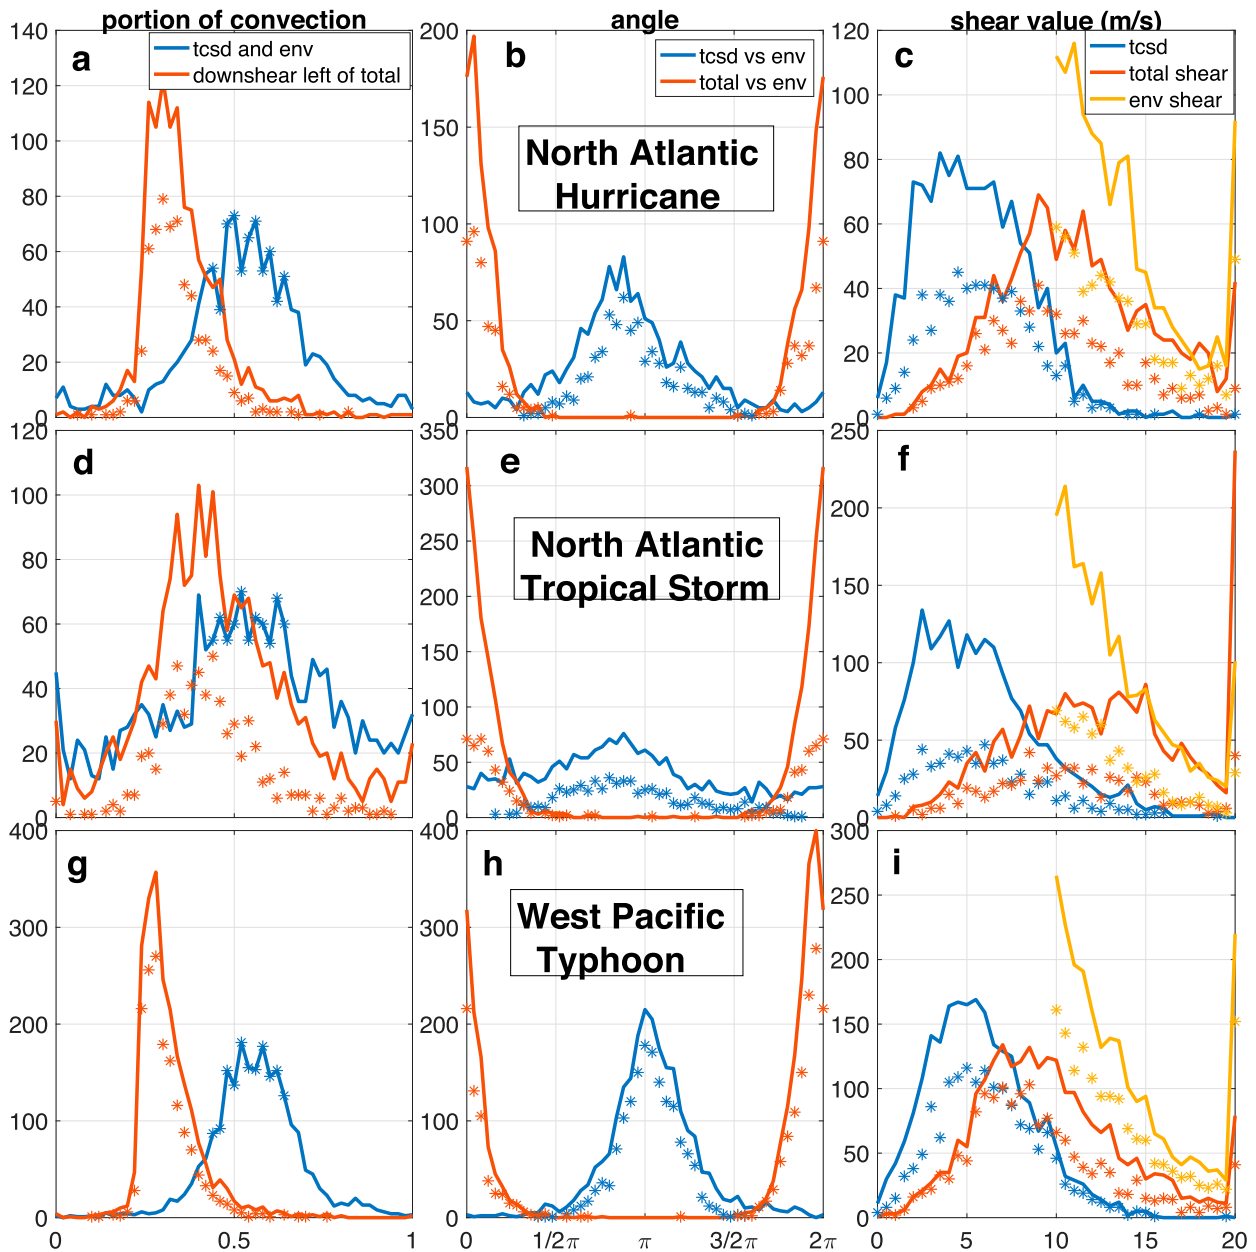 portion of convection
angle
shear value (m/s)
a
tcsd and env
downshear left of total
140
120
100
80
60
40
20
0
b
tcsd vs env
total vs env
North Atlantic
Hurricane
200
150
100
50
0
c
tcsd
total shear
env shear
120
100
80
60
40
20
0
d
120
100
80
60
40
20
0
e
North Atlantic
Tropical Storm
350
300
250
200
150
100
50
0
f
250
200
150
100
50
0
g
400
300
200
100
0
0 0.5 1
h
West Pacific
Typhoon
400
300
200
100
0
0 1/2π π 3/2π 2π
i
300
250
200
150
100
50
0
0 5 10 15 20